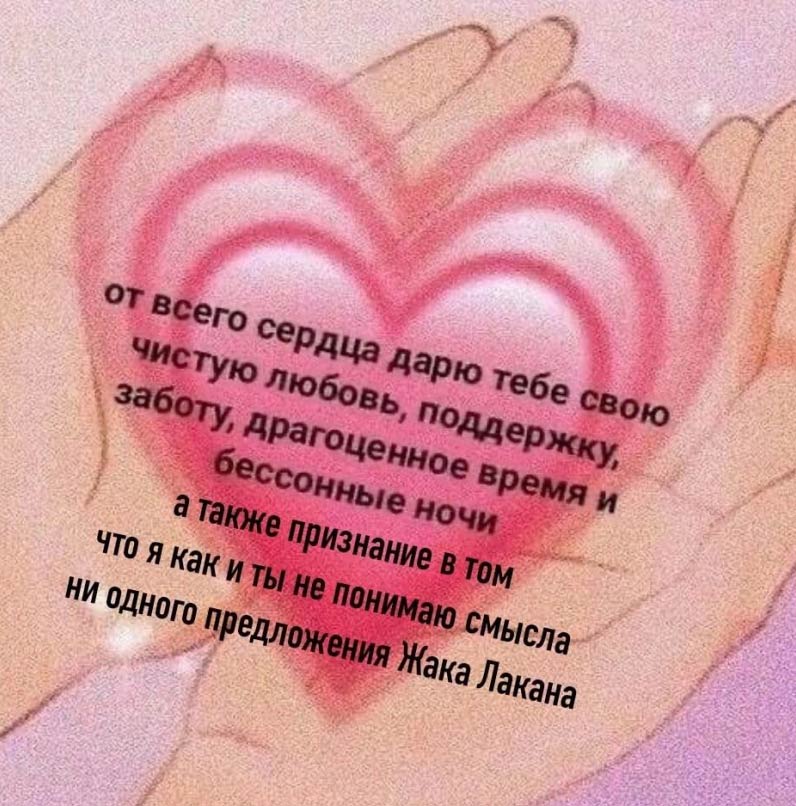 от всего сердца дарю тебе свою
чистую любовь, поддержку,
заботу, драгоценное время и
бессонные ночи
а также признание в том
что я как и ты не понимаю смысла
ни одного предложения Жака Лакана